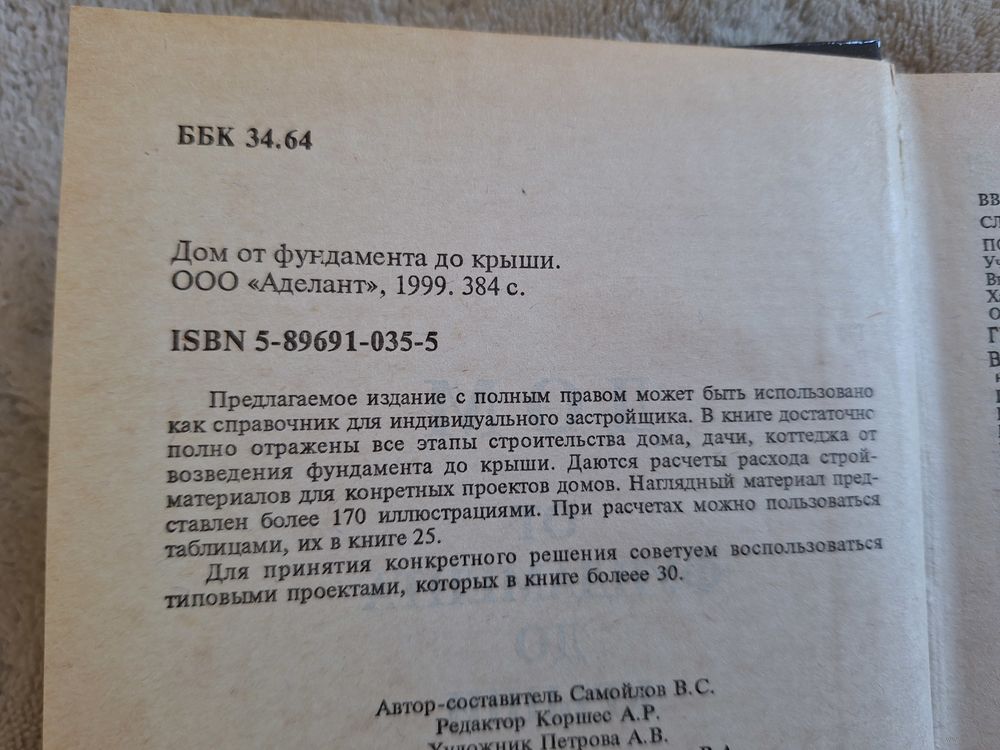 ББК 34.64
Дом от фундамента до крыши.
ООО «Аделант», 1999. 384 с.
ISBN 5-89691-035-5
Предлагаемое издание с полным правом может быть использовано
как справочник для индивидуального застройщика. В книге достаточно
полно отражены все этапы строительства дома, дачи, коттеджа от
возведения фундамента до крыши. Даются расчеты расхода строй-
материалов для конретных проектов домов. Наглядный материал пред-
ставлен более 170 иллюстрациями. При расчетах можно пользоваться
таблицами, их в книге 25.
Для принятия конкретного решения советуем воспользоваться
типовыми проектами, которых в книге болеее 30.
Автор-составитель Самойлов В.С.
Редактор Коршес А.Р.
Художник Петрова А.В.